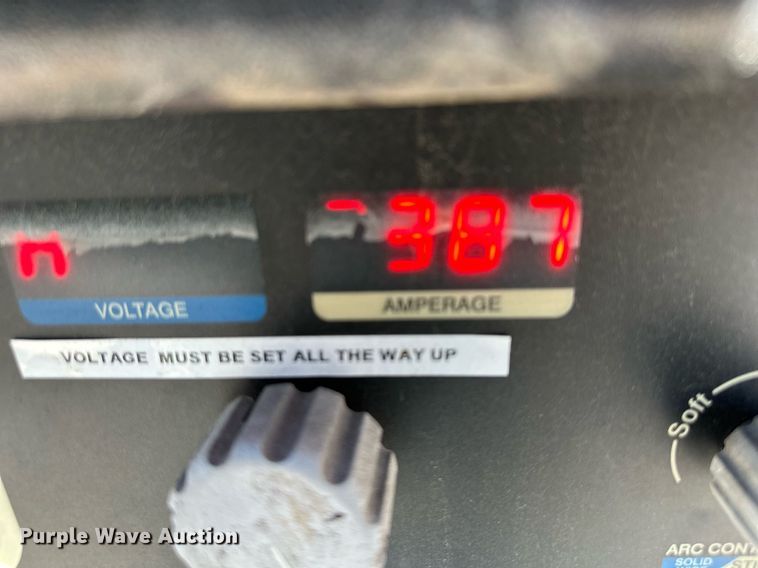 n
387
VOLTAGE
AMPERAGE
VOLTAGE MUST BE SET ALL THE WAY UP
Soft
Purple Wave Auction
ARC CONT
SOLID